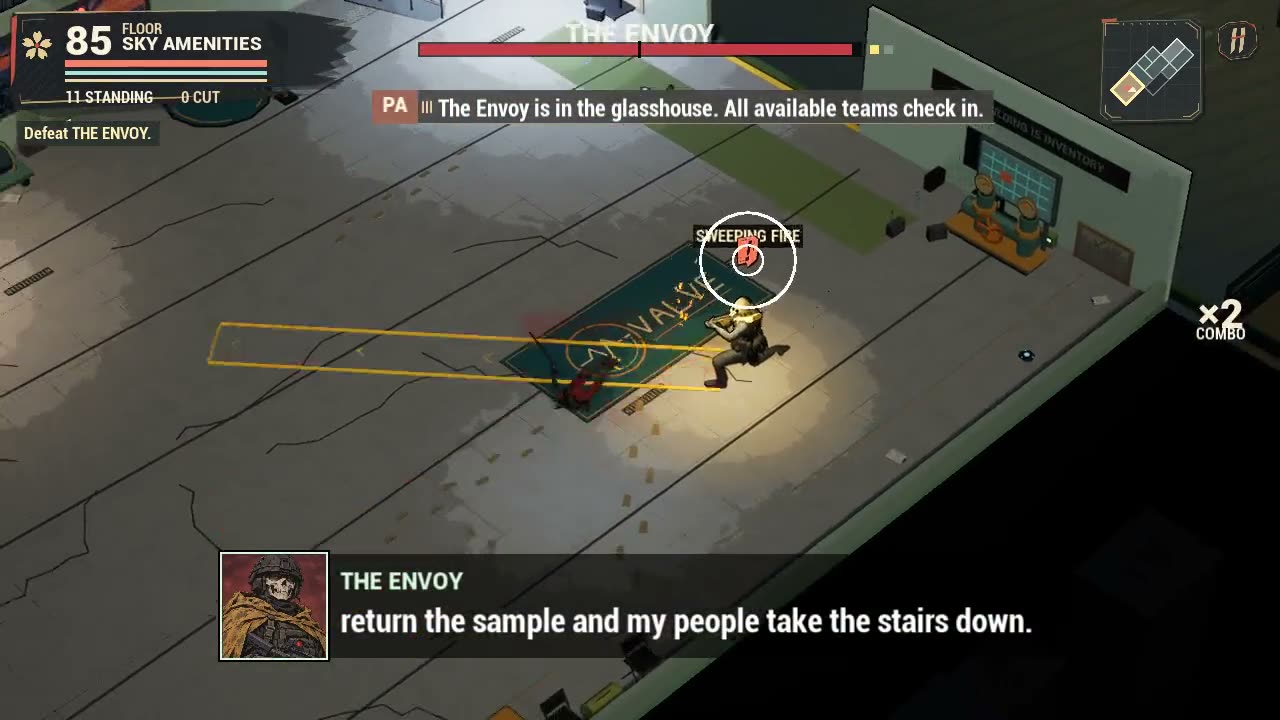 85 FLOOR
SKY AMENITIES
11 STANDING 0 CUT
Defeat THE ENVOY.
THE ENVOY
PA The Envoy is in the glasshouse. All available teams check in.
IS INVENTORY
SWEEPING FIRE
×2
COMBO
THE ENVOY
return the sample and my people take the stairs down.